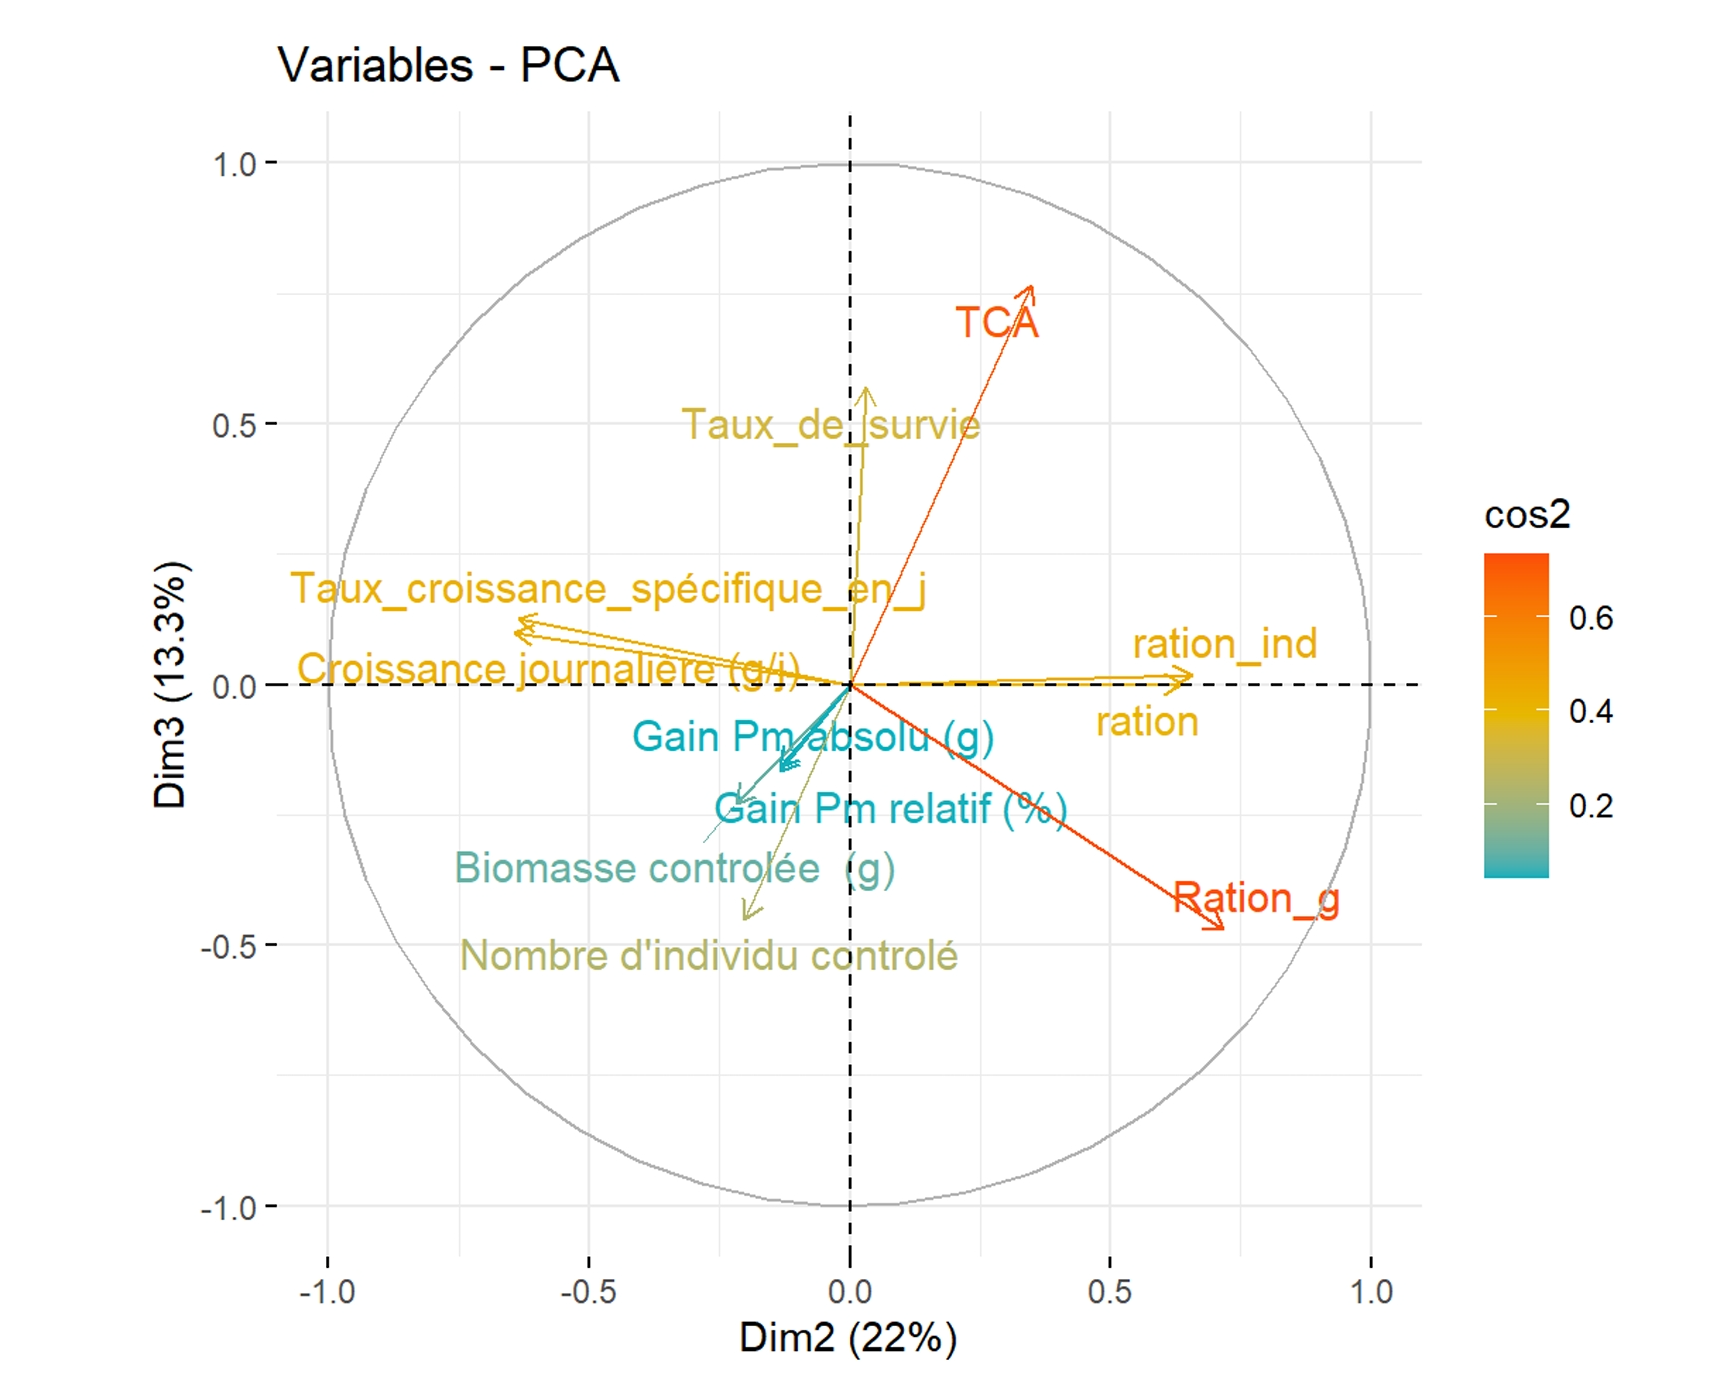 Variables - PCA
1.0
0.5
0.0
-0.5
-1.0
Dim3 (13.3%)
TCA
Taux_de_survie
Taux_croissance_spécifique_en_j
Croissance journalière (g/j)
ration_ind
ration
Gain Pm absolu (g)
Gain Pm relatif (%)
Biomasse controlée (g)
Ration_g
Nombre d'individu controlé
-1.0
-0.5
0.0
0.5
1.0
Dim2 (22%)
cos2
0.6
0.4
0.2